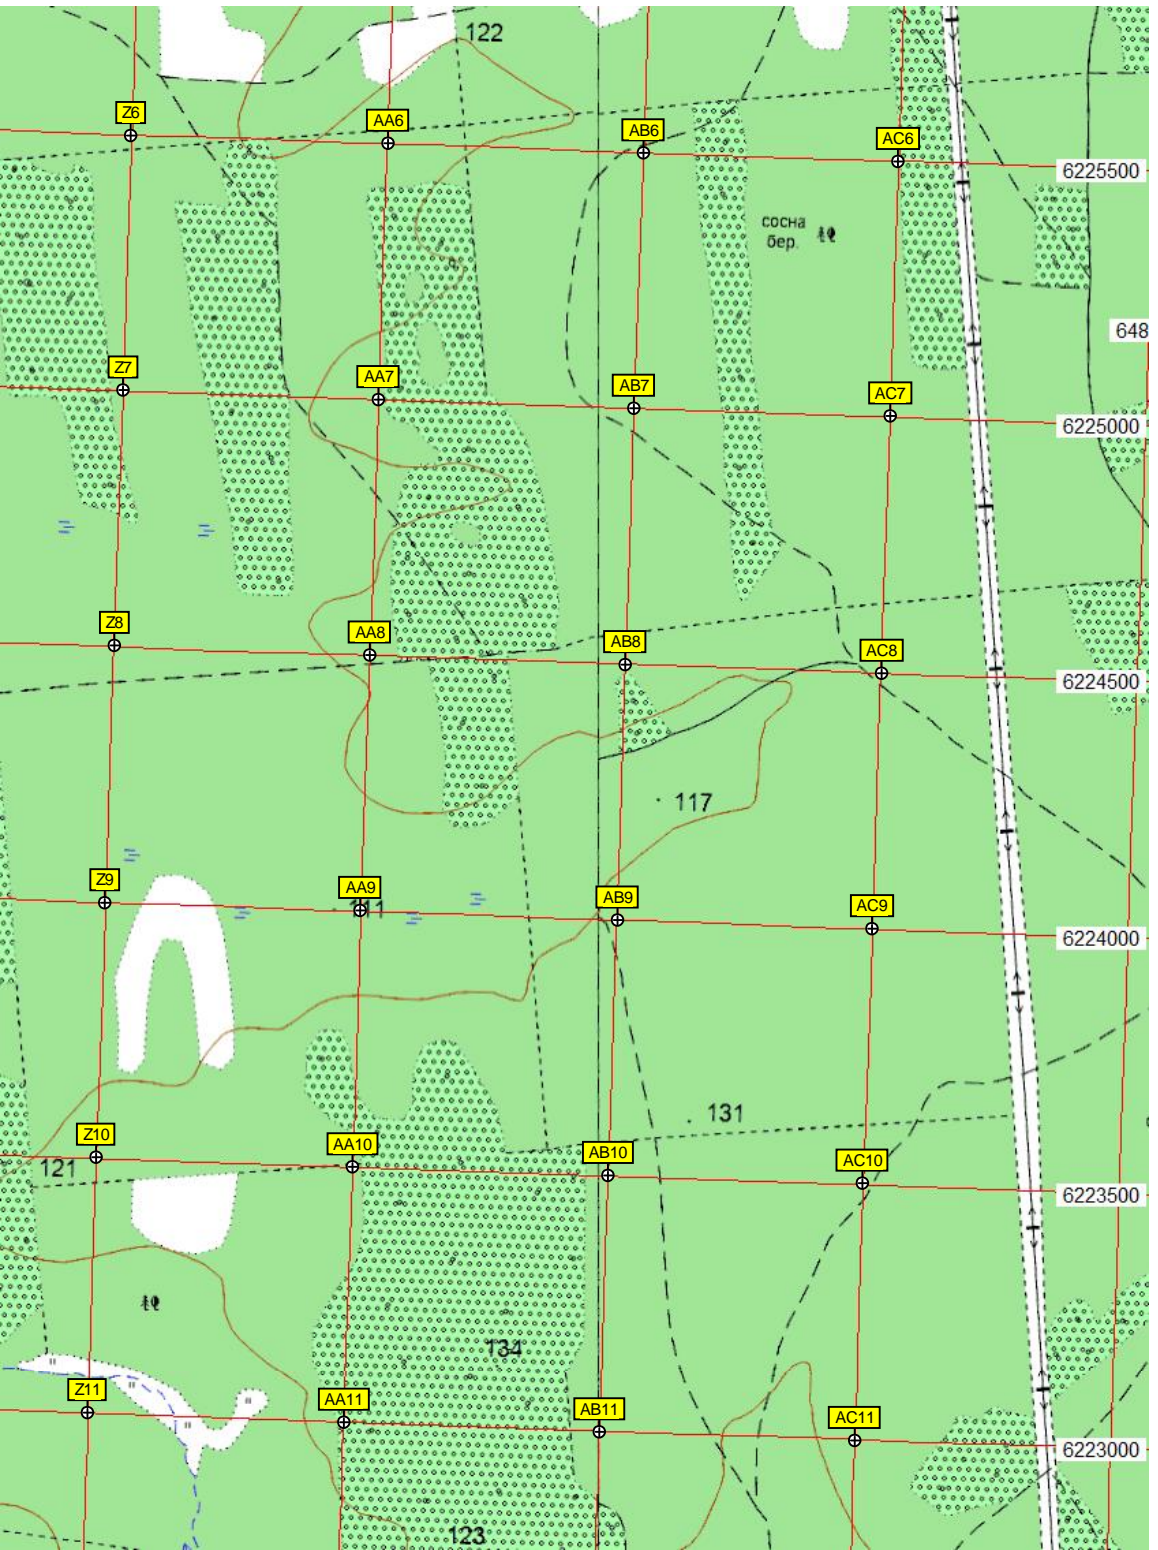 122
Z6
AA6
AB6
AC6
6225500
сосна
бер.
648
Z7
AA7
AB7
AC7
6225000
Z8
AA8
AB8
AC8
6224500
117
Z9
AA9
111
AB9
AC9
6224000
131
Z10
AA10
AB10
AC10
121
6223500
134
Z11
AA11
AB11
AC11
6223000
123